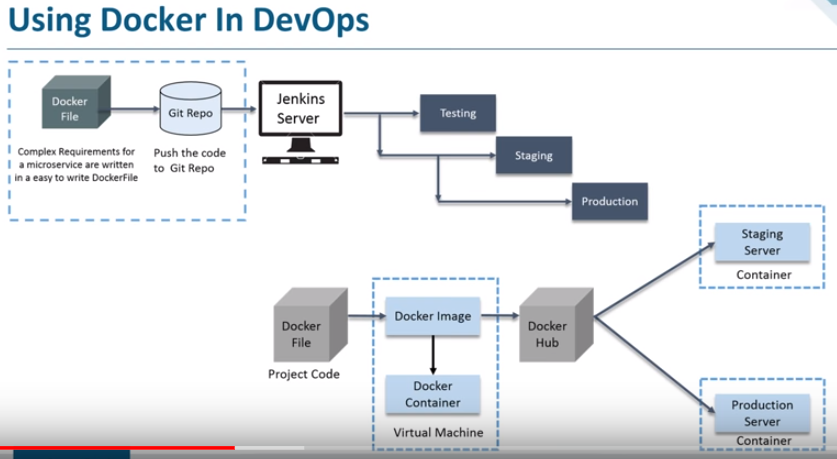 Using Docker In DevOps
Docker
File
Git Repo
Jenkins
Server
Testing
Complex Requirements for
a microservice are written
in a easy to write DockerFile
Push the code
to Git Repo
Staging
Production
Staging
Server
Container
Docker
File
Project Code
Docker Image
Docker
Container
Virtual Machine
Docker
Hub
Production
Server
Container